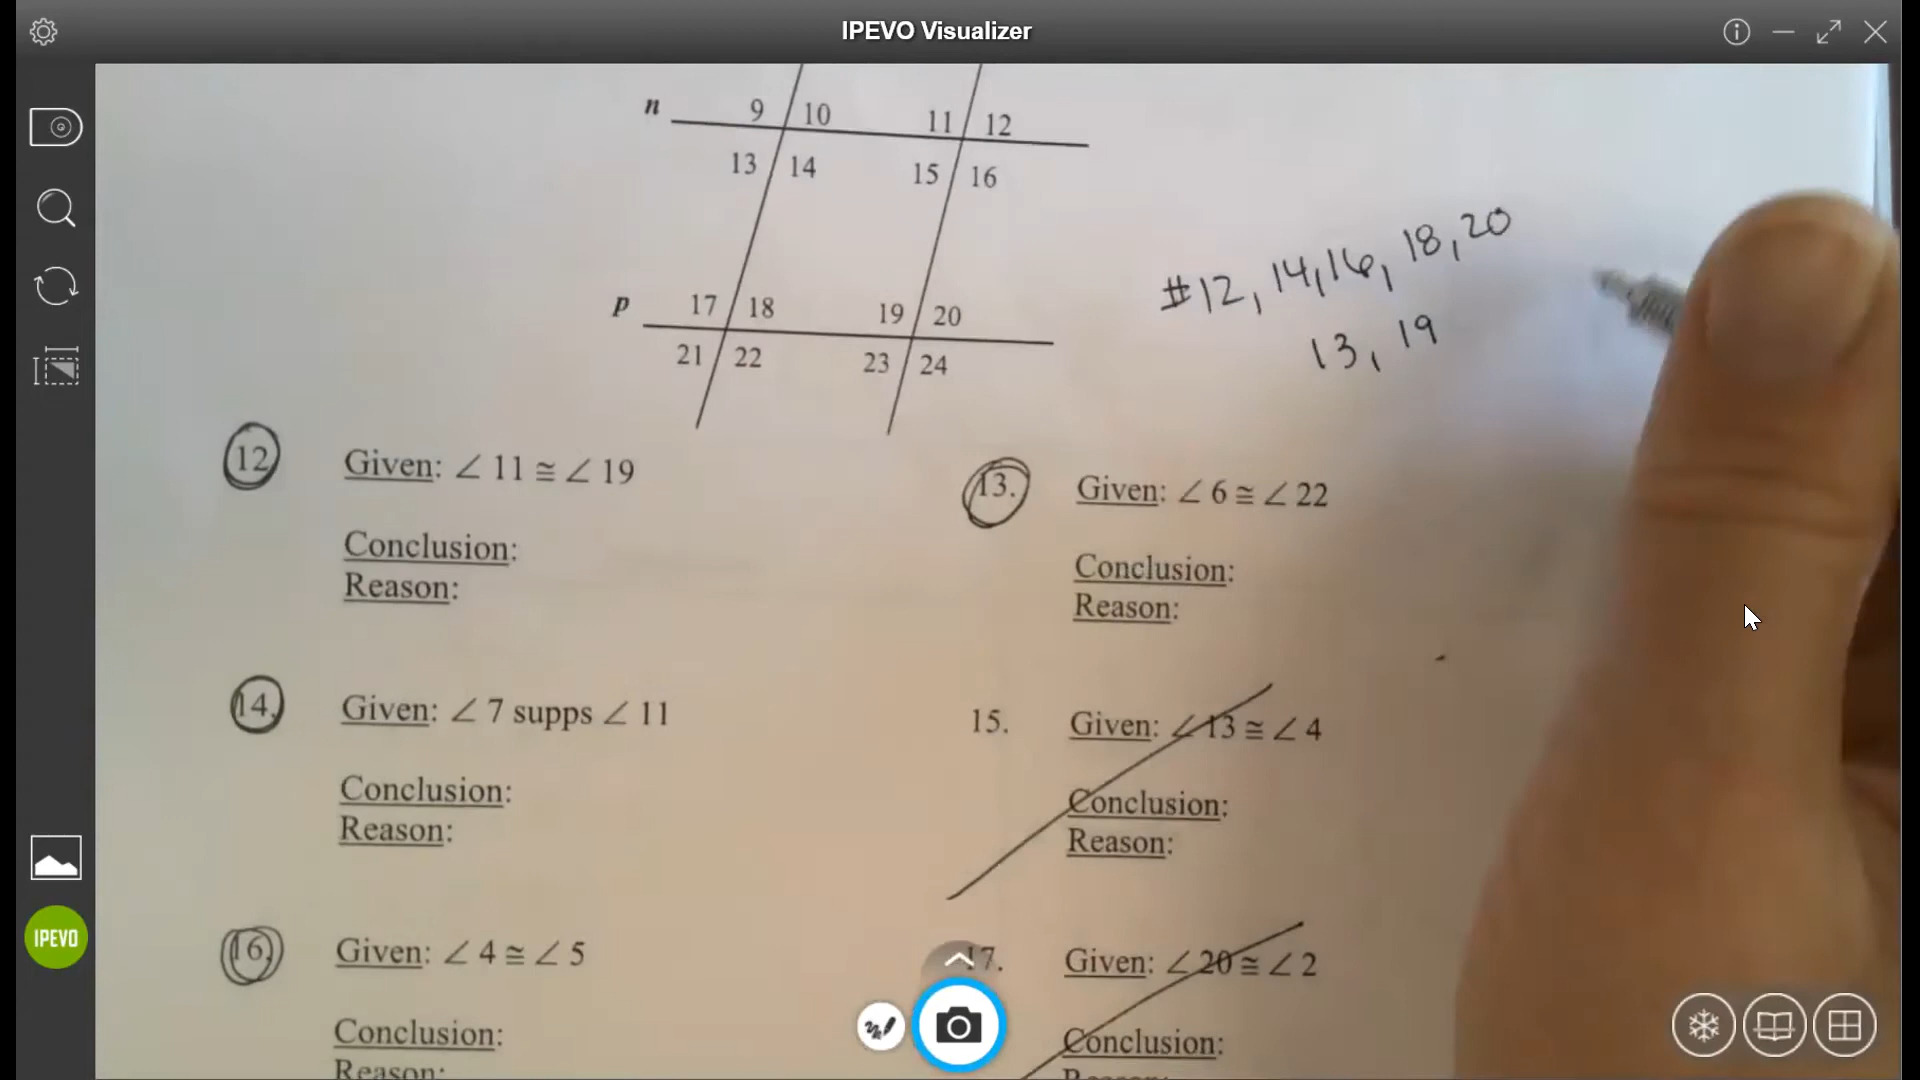 IPEVO Visualizer
n 9 10 11 12
13 14 15 16
#12, 14, 16, 18, 20
13, 19
p 17 18 19 20
21 22 23 24
12 Given: ∠ 11 ≅ ∠ 19
Conclusion:
Reason:
13. Given: ∠ 6 ≅ ∠ 22
Conclusion:
Reason:
14. Given: ∠ 7 supps ∠ 11
Conclusion:
Reason:
15. Given: ∠ 13 ≅ ∠ 4
Conclusion:
Reason:
16. Given: ∠ 4 ≅ ∠ 5
Conclusion:
Reason:
17. Given: ∠ 20 ≅ ∠ 2
Conclusion:
IPEVO